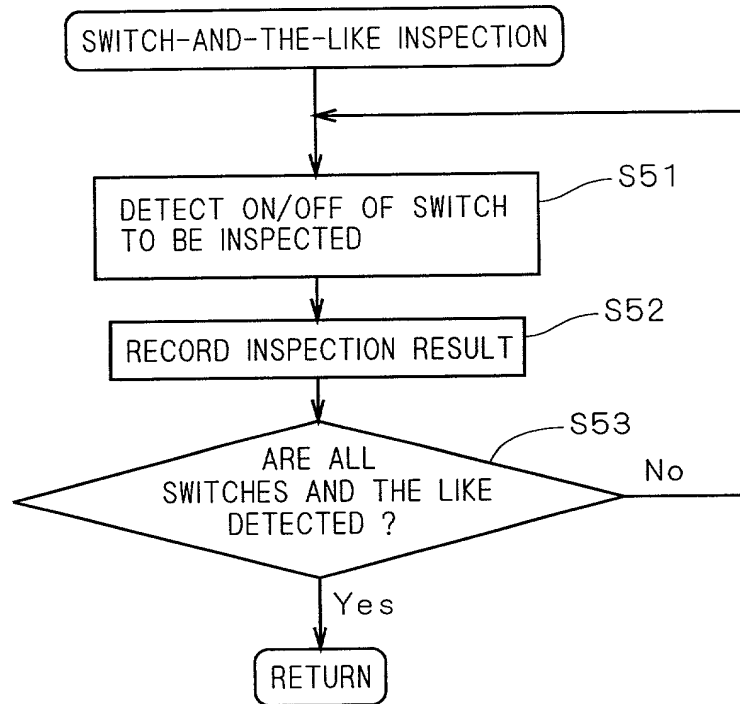 SWITCH-AND-THE-LIKE INSPECTION
S51
DETECT ON/OFF OF SWITCH
TO BE INSPECTED
S52
RECORD INSPECTION RESULT
S53
ARE ALL
SWITCHES AND THE LIKE
DETECTED ?
No
Yes
RETURN